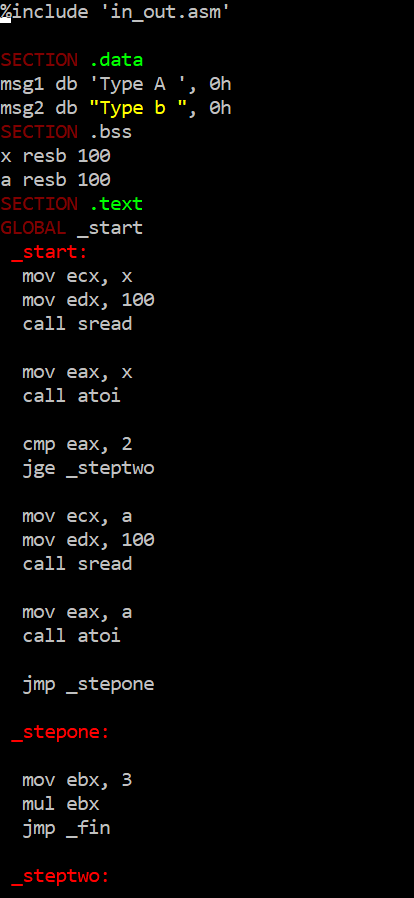 %include 'in_out.asm'
SECTION .data
msg1 db 'Type A ', 0h
msg2 db "Type b ", 0h
SECTION .bss
x resb 100
a resb 100
SECTION .text
GLOBAL _start
_start:
mov ecx, x
mov edx, 100
call sread
mov eax, x
call atoi
cmp eax, 2
jge _steptwo
mov ecx, a
mov edx, 100
call sread
mov eax, a
call atoi
jmp _stepone
_stepone:
mov ebx, 3
mul ebx
jmp _fin
_steptwo: